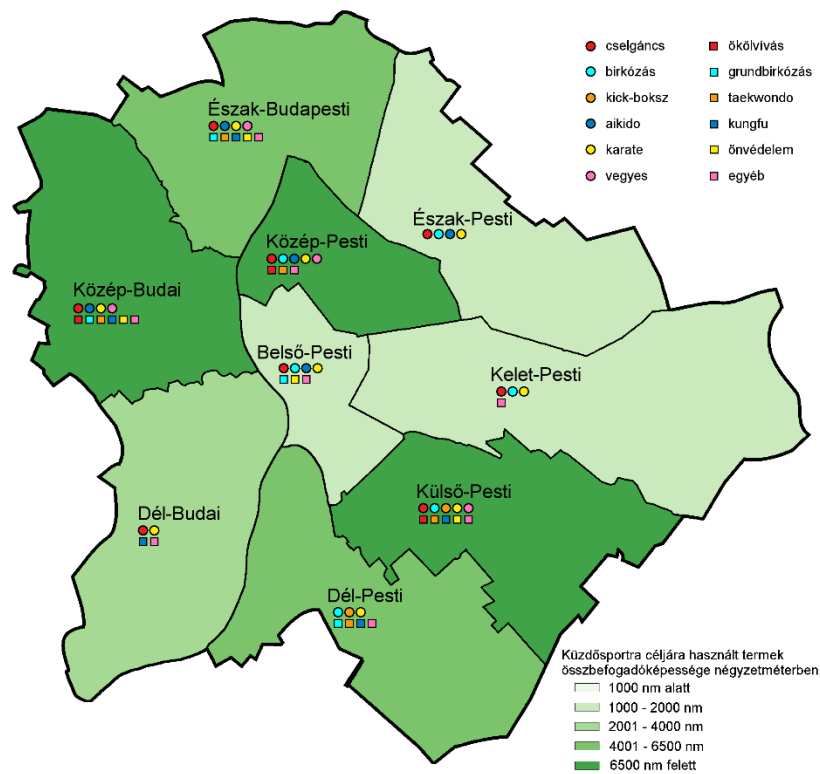 cselgáncs
birkózás
kick-boksz
aikido
karate
vegyes
ökölvívás
grundbirkózás
taekwondo
kungfu
önvédelem
egyéb
Észak-Budapesti
Észak-Pesti
Közép-Pesti
Közép-Budai
Belső-Pesti
Kelet-Pesti
Külső-Pesti
Dél-Budai
Dél-Pesti
Küzdősportra céljára használt termek
összbefogadóképessége négyzetméterben
1000 nm alatt
1000 - 2000 nm
2001 - 4000 nm
4001 - 6500 nm
6500 nm felett